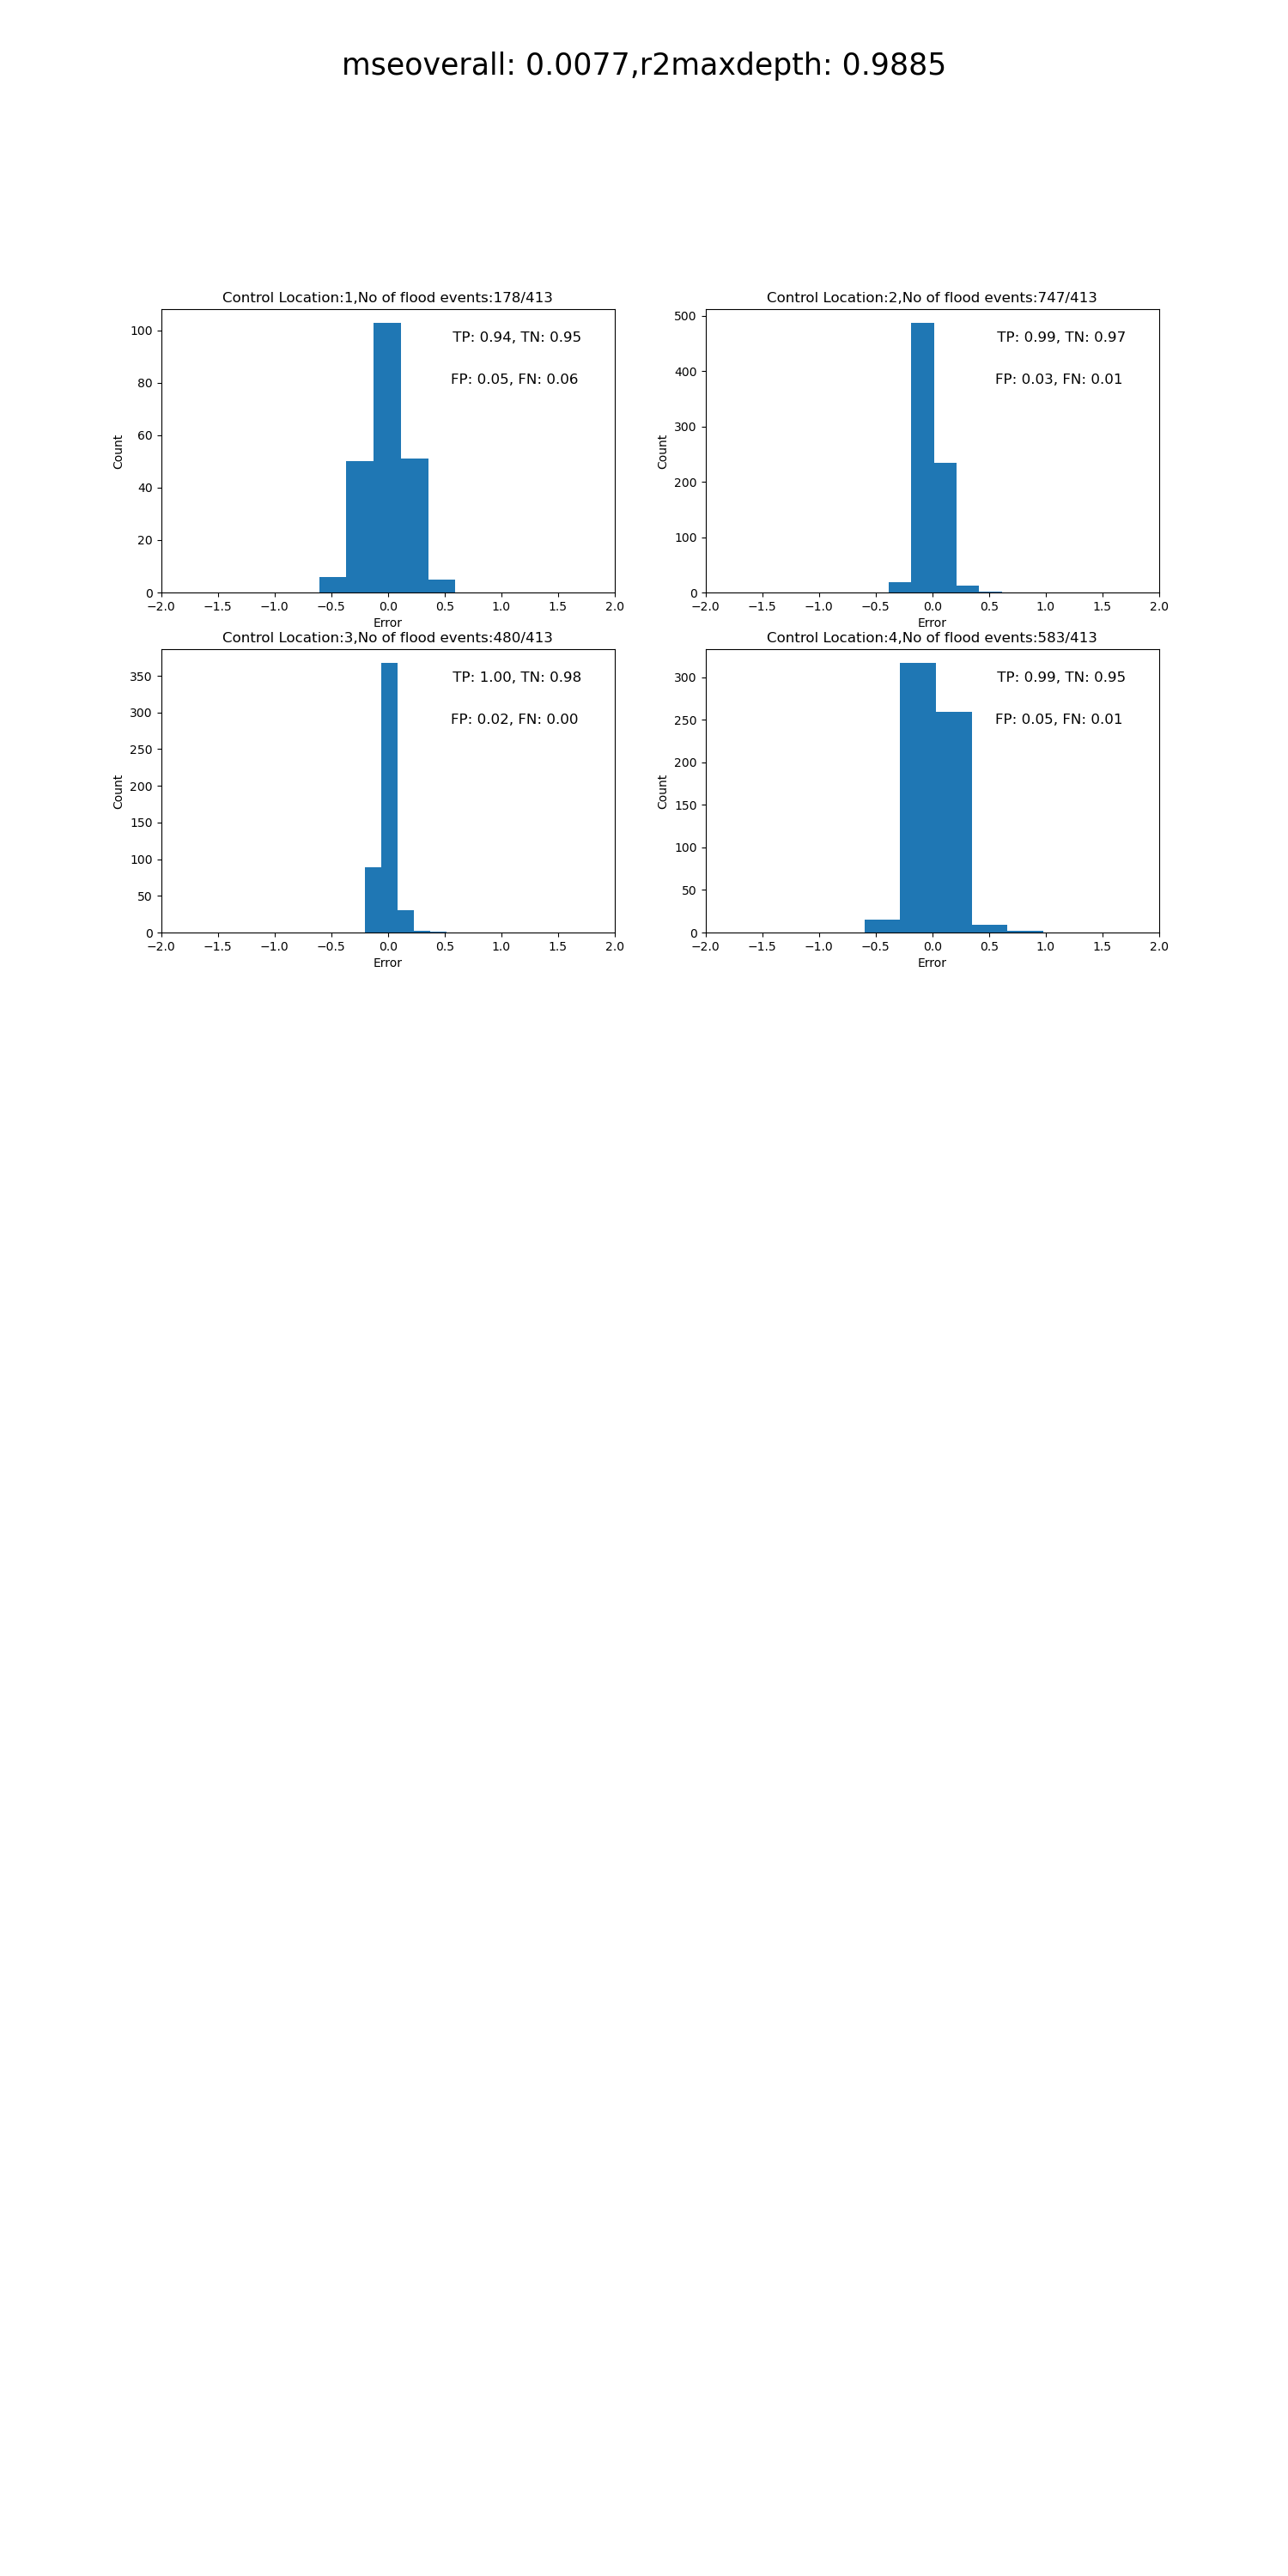 mseoverall: 0.0077,r2maxdepth: 0.9885
Control Location:1,No of flood events:178/413
TP: 0.94, TN: 0.95
FP: 0.05, FN: 0.06
100
80
60
40
20
0
Count
−2.0 −1.5 −1.0 −0.5 0.0 0.5 1.0 1.5 2.0
Error
Control Location:2,No of flood events:747/413
TP: 0.99, TN: 0.97
FP: 0.03, FN: 0.01
500
400
300
200
100
0
Count
−2.0 −1.5 −1.0 −0.5 0.0 0.5 1.0 1.5 2.0
Error
Control Location:3,No of flood events:480/413
TP: 1.00, TN: 0.98
FP: 0.02, FN: 0.00
350
300
250
200
150
100
50
0
Count
−2.0 −1.5 −1.0 −0.5 0.0 0.5 1.0 1.5 2.0
Error
Control Location:4,No of flood events:583/413
TP: 0.99, TN: 0.95
FP: 0.05, FN: 0.01
300
250
200
150
100
50
0
Count
−2.0 −1.5 −1.0 −0.5 0.0 0.5 1.0 1.5 2.0
Error